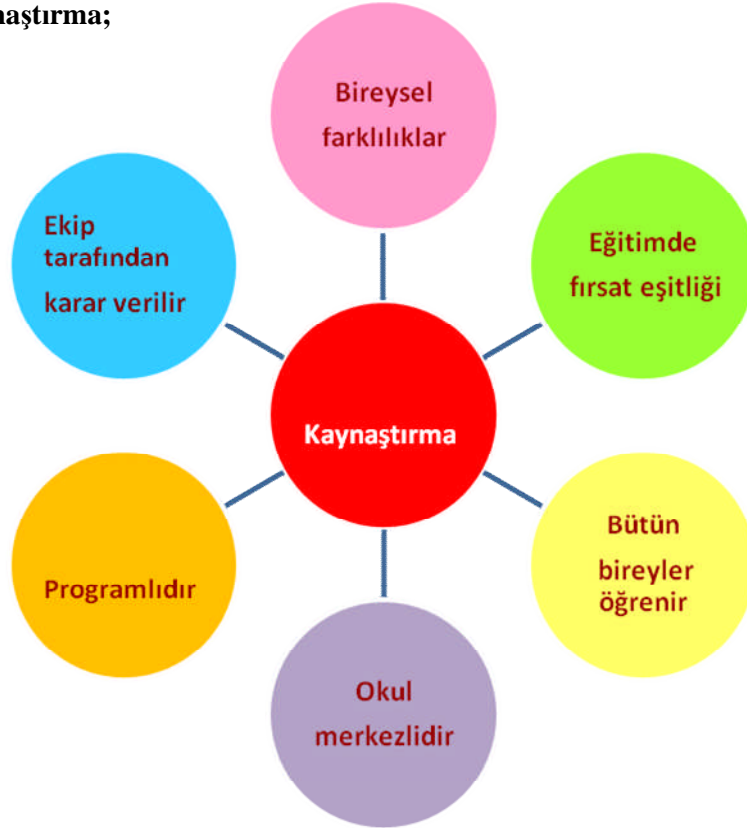 naştırma;
Bireysel
farklılıklar
Eğitimde
fırsat eşitliği
Bütün
bireyler
öğrenir
Okul
merkezlidir
Programlıdır
Ekip
tarafından
karar verilir
Kaynaştırma